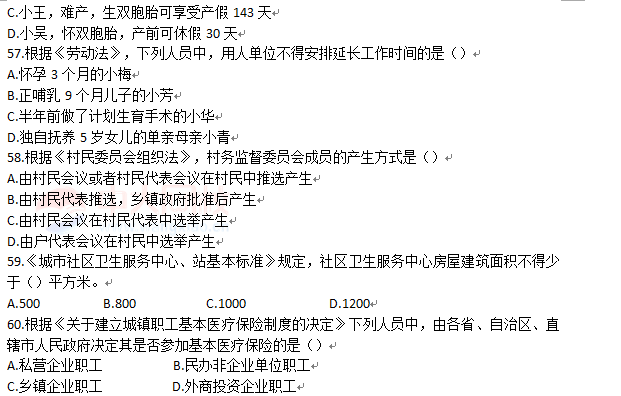 C.小王，难产，生双胞胎可享受产假 143 天
D.小吴，怀双胞胎，产前可休假 30 天
57.根据《劳动法》，下列人员中，用人单位不得安排延长工作时间的是（）
A.怀孕 3 个月的小梅
B.正哺乳 9 个月儿子的小芳
C.半年前做了计划生育手术的小华
D.独自抚养 5 岁女儿的单亲母亲小青
58.根据《村民委员会组织法》，村务监督委员会成员的产生方式是（）
A.由村民会议或者村民代表会议在村民中推选产生
B.由村民代表推选，乡镇政府批准后产生
C.由村民会议在村民代表中选举产生
D.由户代表会议在村民中选举产生
59.《城市社区卫生服务中心、站基本标准》规定，社区卫生服务中心房屋建筑面积不得少
于（）平方米。
A.500 B.800 C.1000 D.1200
60.根据《关于建立城镇职工基本医疗保险制度的决定》下列人员中，由各省、自治区、直
辖市人民政府决定其是否参加基本医疗保险的是（）
A.私营企业职工 B.民办非企业单位职工
C.乡镇企业职工 D.外商投资企业职工